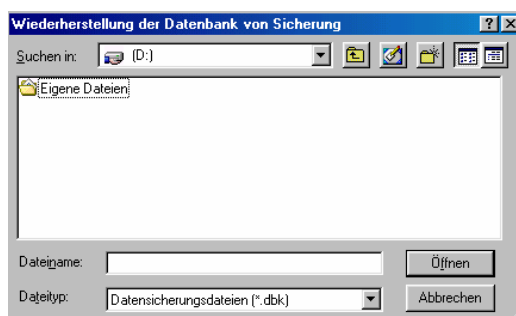 Wiederherstellung der Datenbank von Sicherung
Suchen in: (D:)
Eigene Dateien
Dateiname: Öffnen
Dateityp: Datensicherungsdateien (*.dbk) Abbrechen